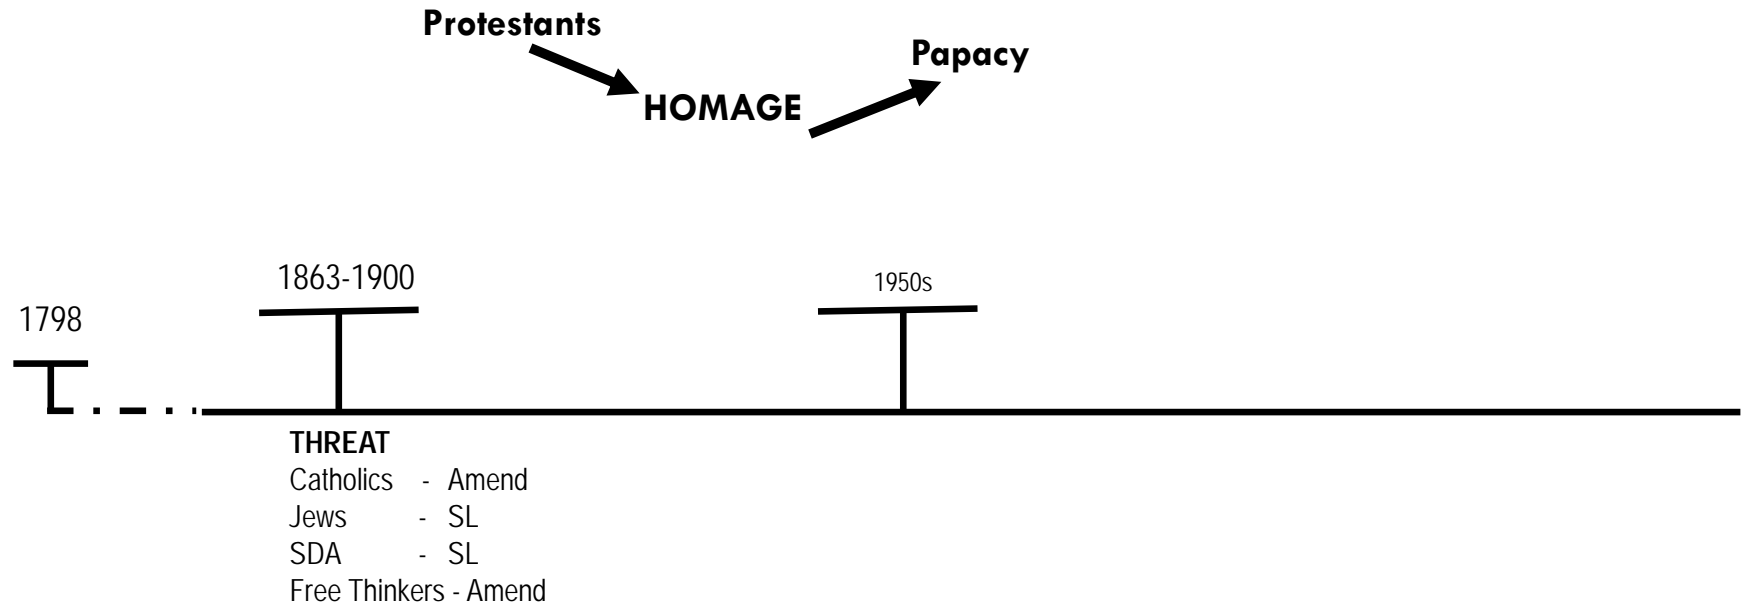 Protestants
Papacy
HOMAGE
1863-1900
1950s
1798
THREAT
Catholics - Amend
Jews - SL
SDA - SL
Free Thinkers - Amend